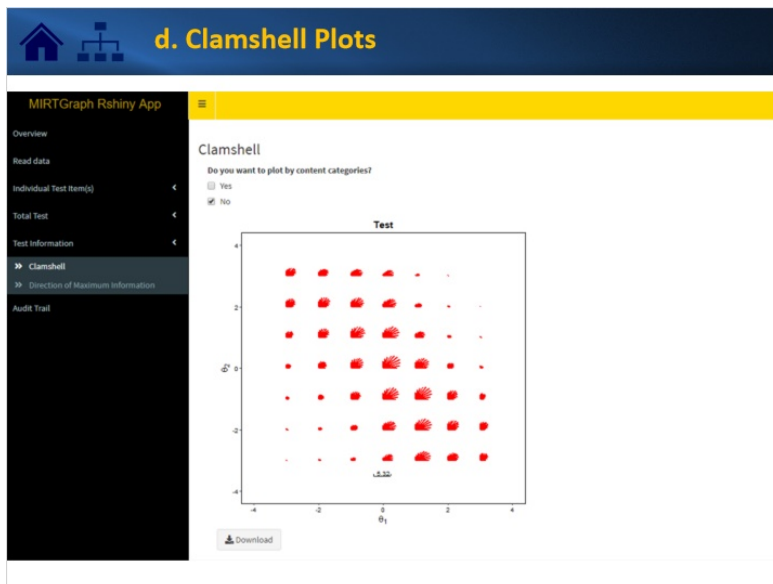 d. Clamshell Plots
MIRTGraph Rshiny App
Overview
Read data
Individual Test Item(s)
Total Test
Test Information
Clamshell
Direction of Maximum Information
Audit Trail
Clamshell
Do you want to plot by content categories?
Yes
No
Test
4
2
0
-2
-4
θ2
5.32
-4
-2
0
2
4
θ1
Download